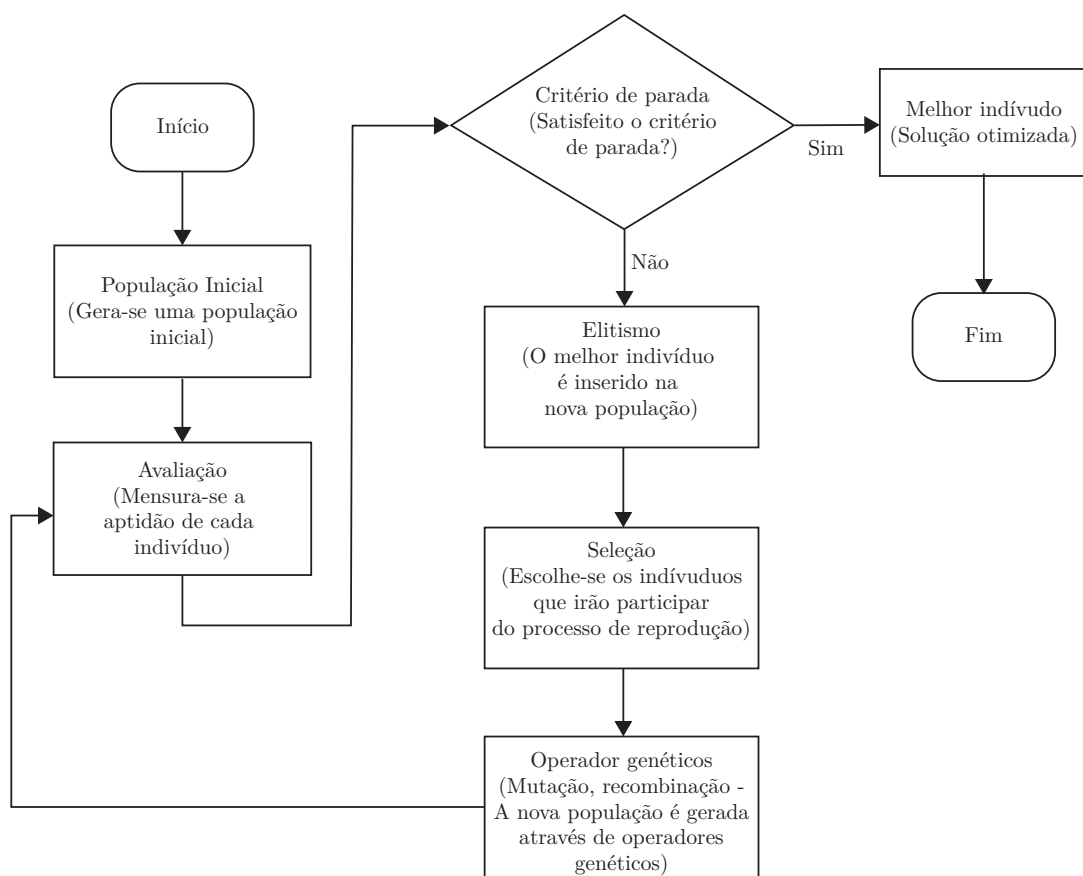 Início
População Inicial
(Gera-se uma população
inicial)
Avaliação
(Mensura-se a
aptidão de cada
indivíduo)
Critério de parada
(Satisfeito o critério
de parada?)
Sim
Não
Melhor indívudo
(Solução otimizada)
Fim
Elitismo
(O melhor indivíduo
é inserido na
nova população)
Seleção
(Escolhe-se os indívuduos
que irão participar
do processo de reprodução)
Operador genéticos
(Mutação, recombinação -
A nova população é gerada
através de operadores
genéticos)